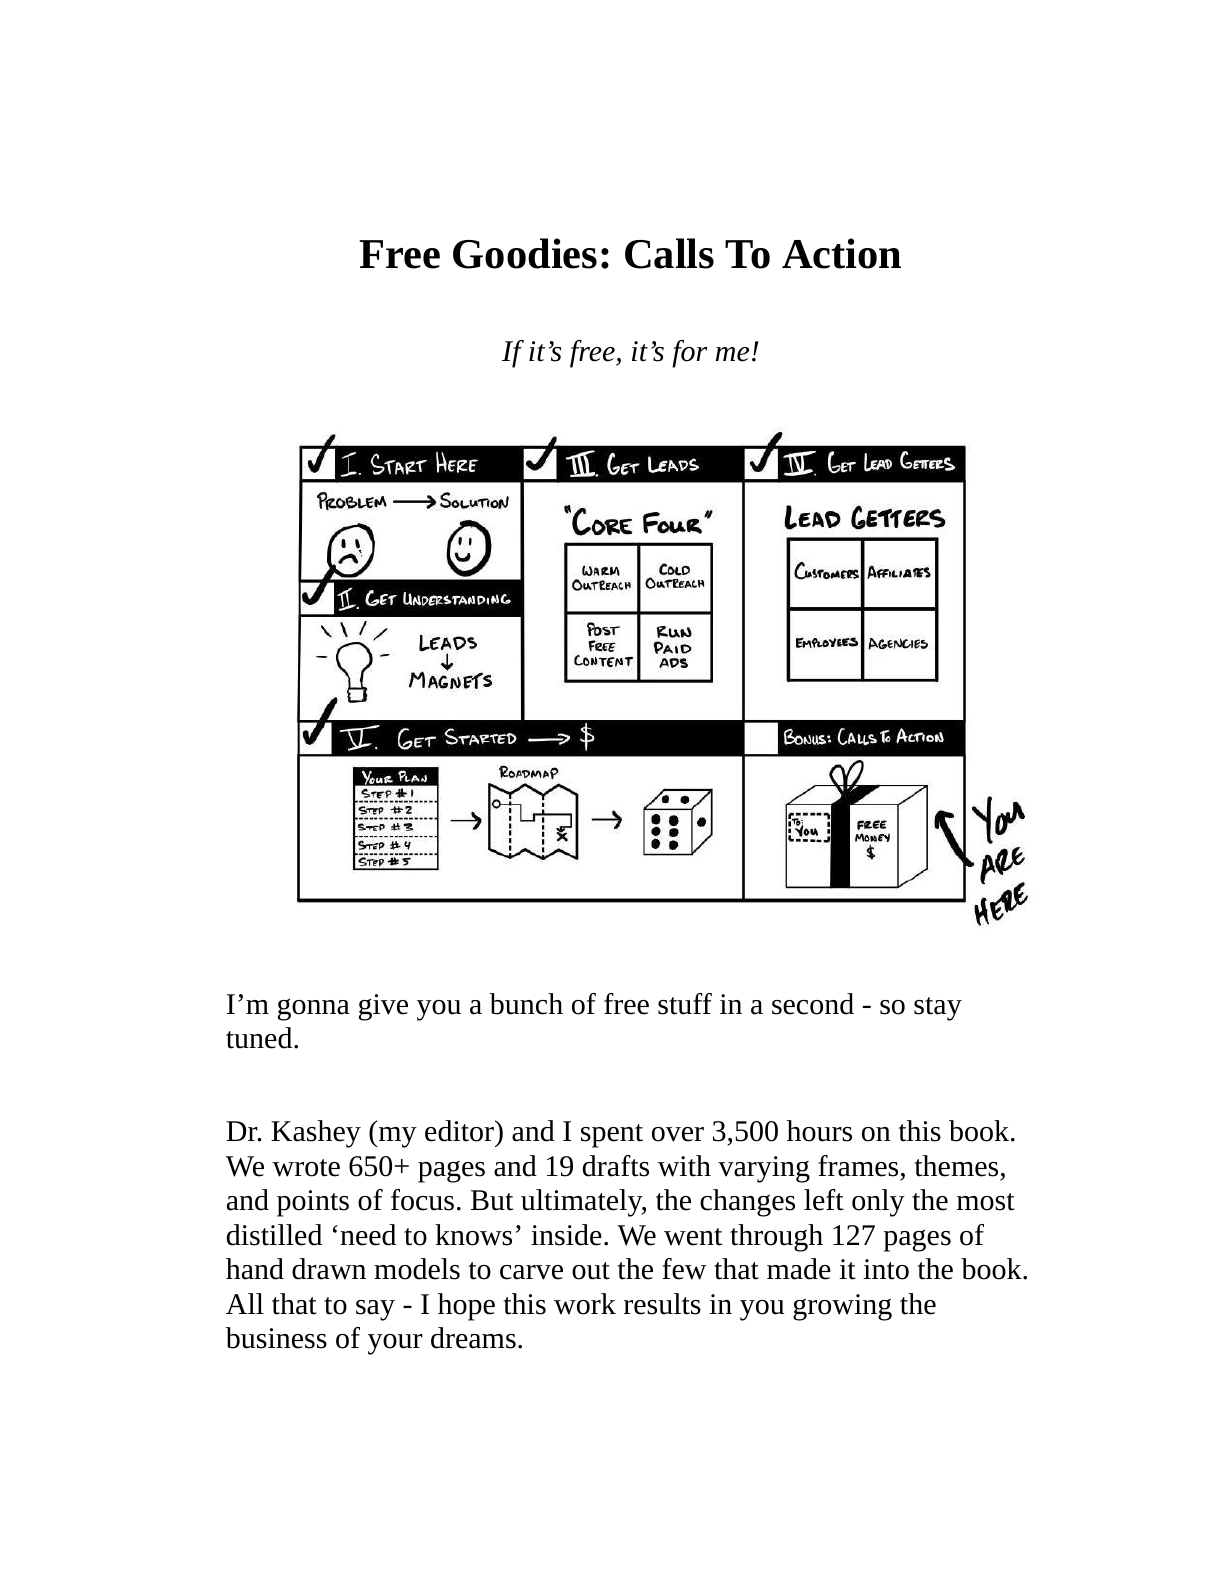 Free Goodies: Calls To Action
If it’s free, it’s for me!
I. START HERE
PROBLEM → SOLUTION
II. GET UNDERSTANDING
LEADS
↓
MAGNETS
III. GET LEADS
"CORE FOUR"
WARM
OUTREACH
COLD
OUTREACH
POST
FREE
CONTENT
RUN
PAID
ADS
IV. GET LEAD GETTERS
LEAD GETTERS
CUSTOMERS
AFFILIATES
EMPLOYEES
AGENCIES
V. GET STARTED → $
YOUR PLAN
STEP #1
STEP #2
STEP #3
STEP #4
STEP #5
ROADMAP
X
BONUS: CALLS TO ACTION
TO:
YOU
FREE
MONEY
$
YOU
ARE
HERE
I’m gonna give you a bunch of free stuff in a second - so stay
tuned.
Dr. Kashey (my editor) and I spent over 3,500 hours on this book.
We wrote 650+ pages and 19 drafts with varying frames, themes,
and points of focus. But ultimately, the changes left only the most
distilled ‘need to knows’ inside. We went through 127 pages of
hand drawn models to carve out the few that made it into the book.
All that to say - I hope this work results in you growing the
business of your dreams.